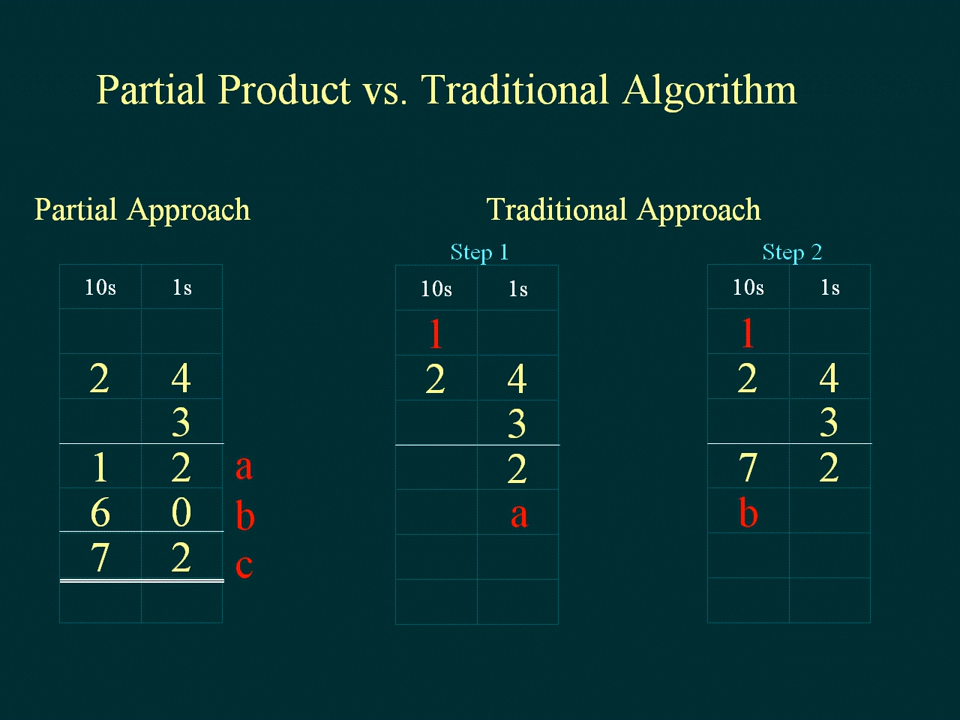 Partial Product vs. Traditional Algorithm
Partial Approach
10s 1s
2 4
3
1 2 a
6 0 b
7 2 c
Traditional Approach
Step 1
10s 1s
1
2 4
3
2
a
Step 2
10s 1s
1
2 4
3
7 2
b